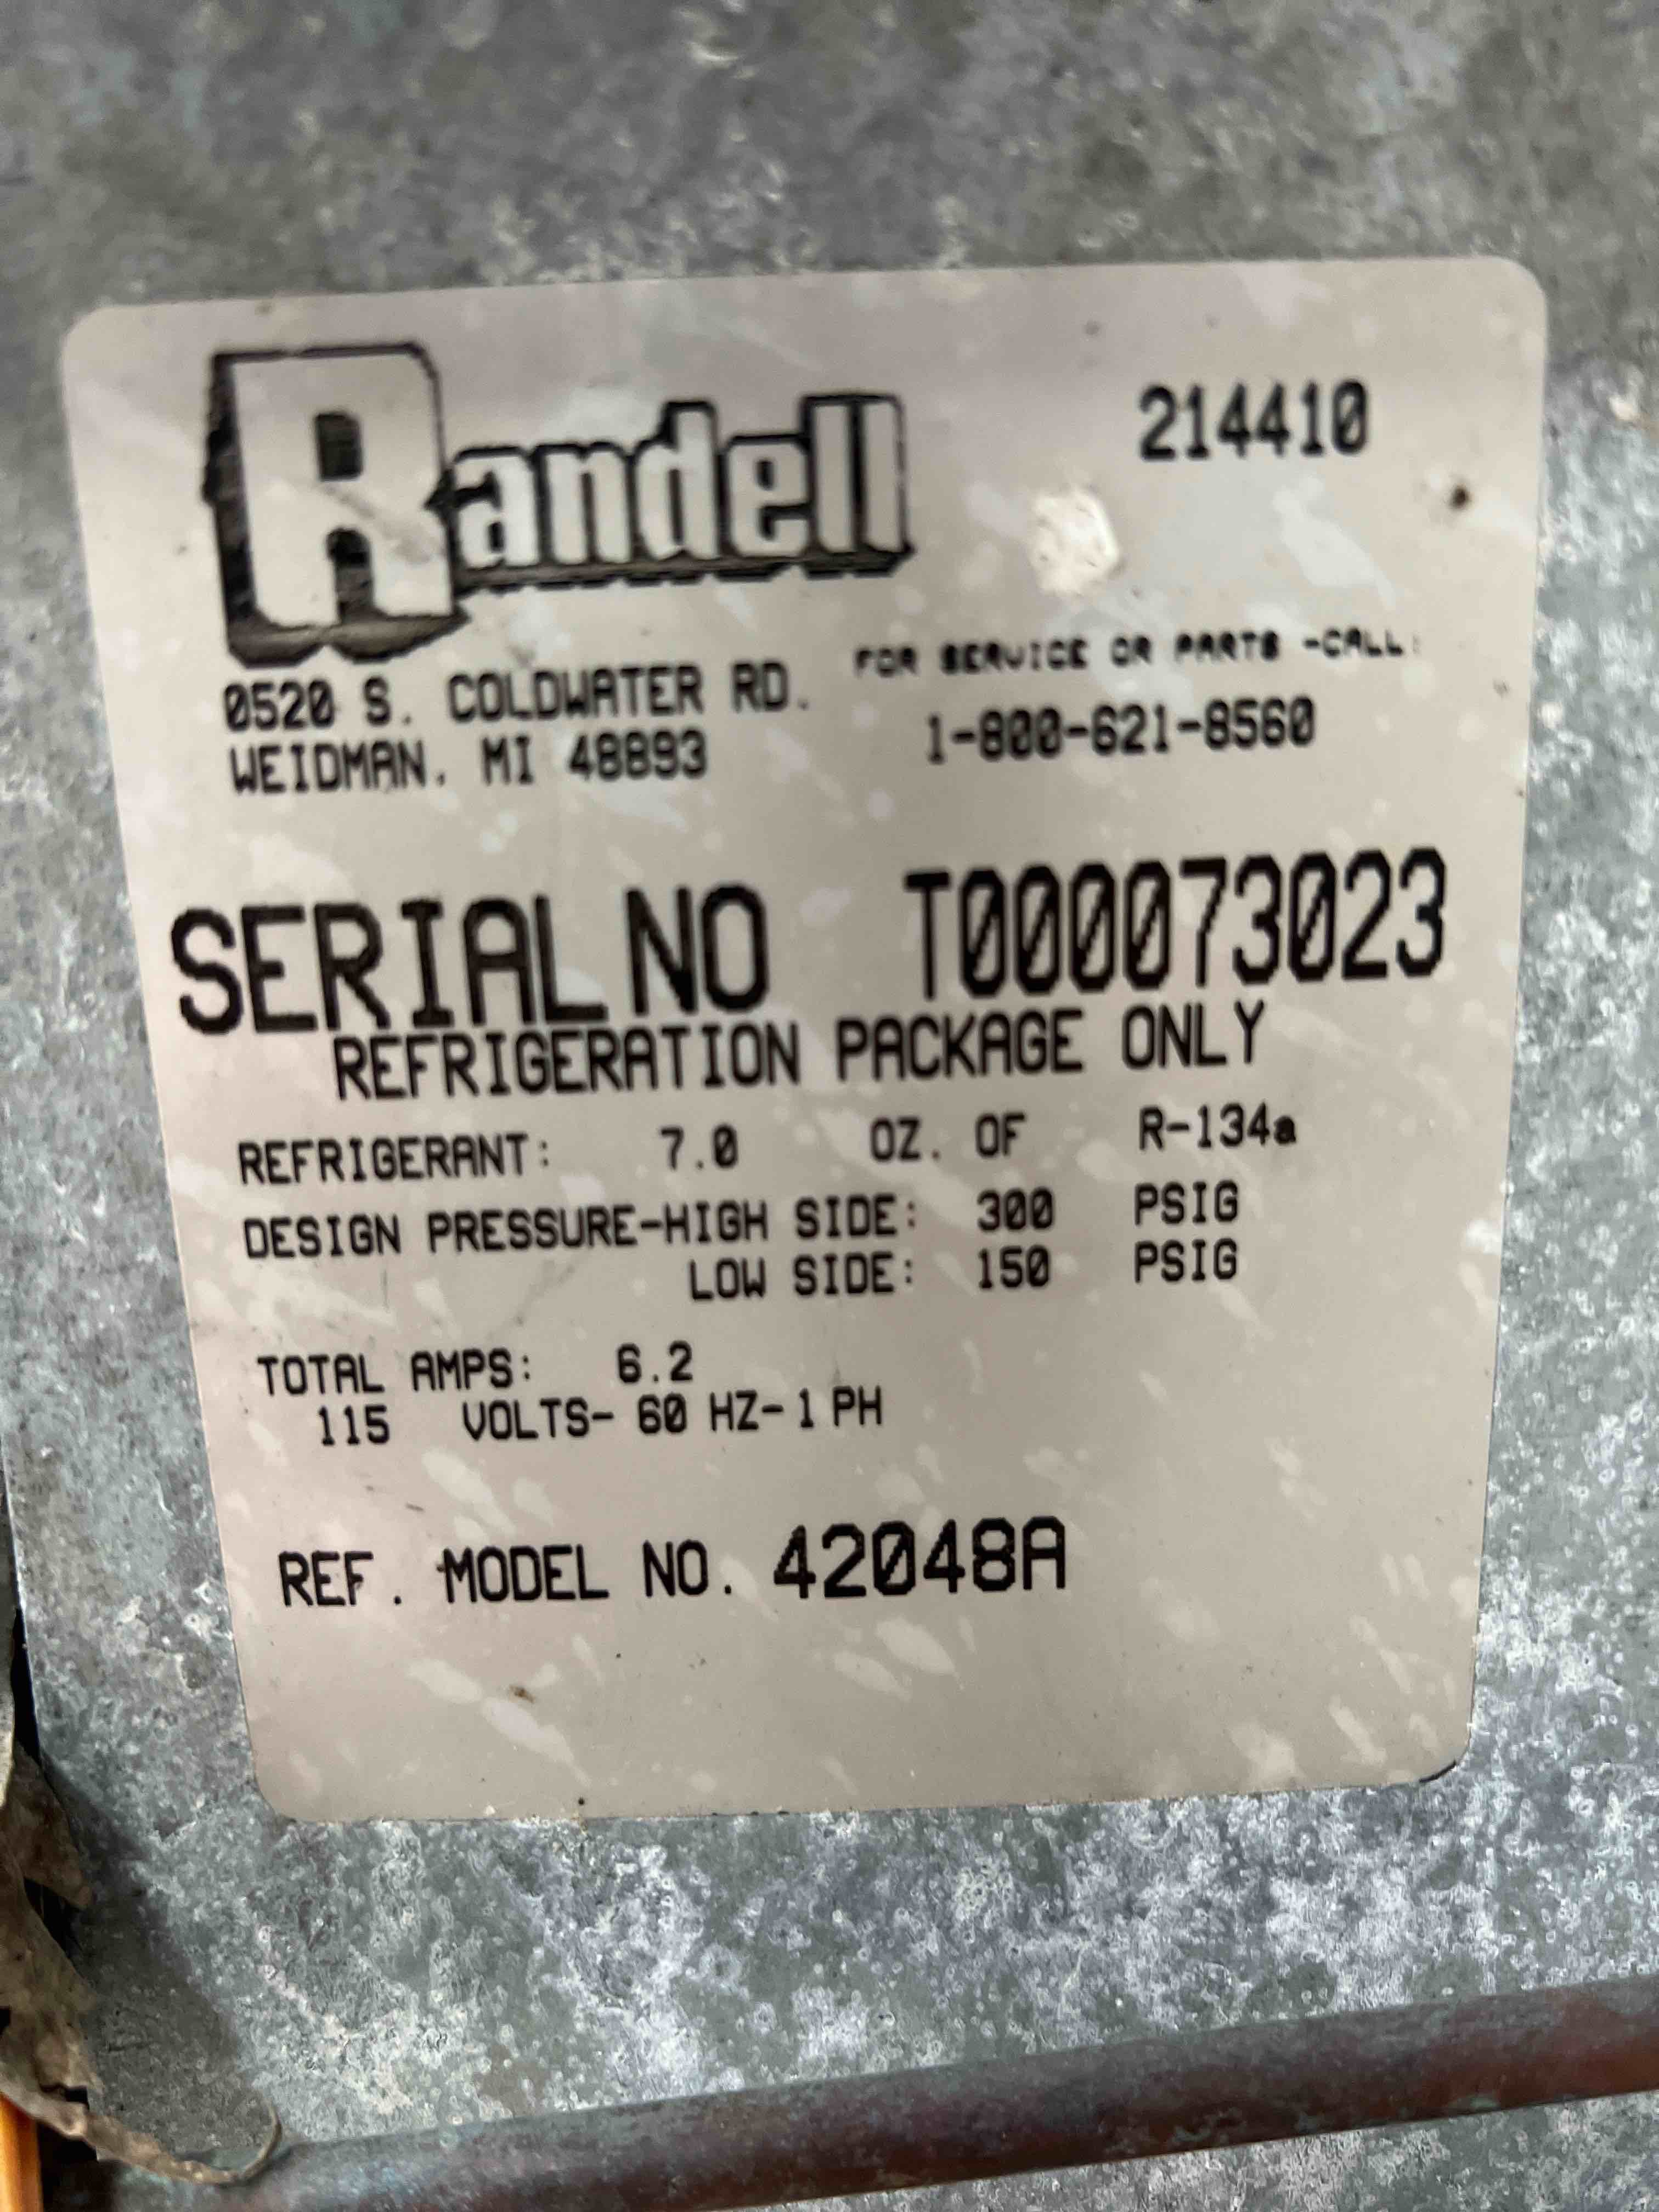 Randell 214410
0520 S. COLDWATER RD.
WEIDMAN, MI 48893
FOR SERVICE OR PARTS -CALL:
1-800-621-8560
SERIAL NO T000073023
REFRIGERATION PACKAGE ONLY
REFRIGERANT: 7.0 OZ. OF R-134a
DESIGN PRESSURE-HIGH SIDE: 300 PSIG
LOW SIDE: 150 PSIG
TOTAL AMPS: 6.2
115 VOLTS- 60 HZ-1 PH
REF. MODEL NO. 42048A